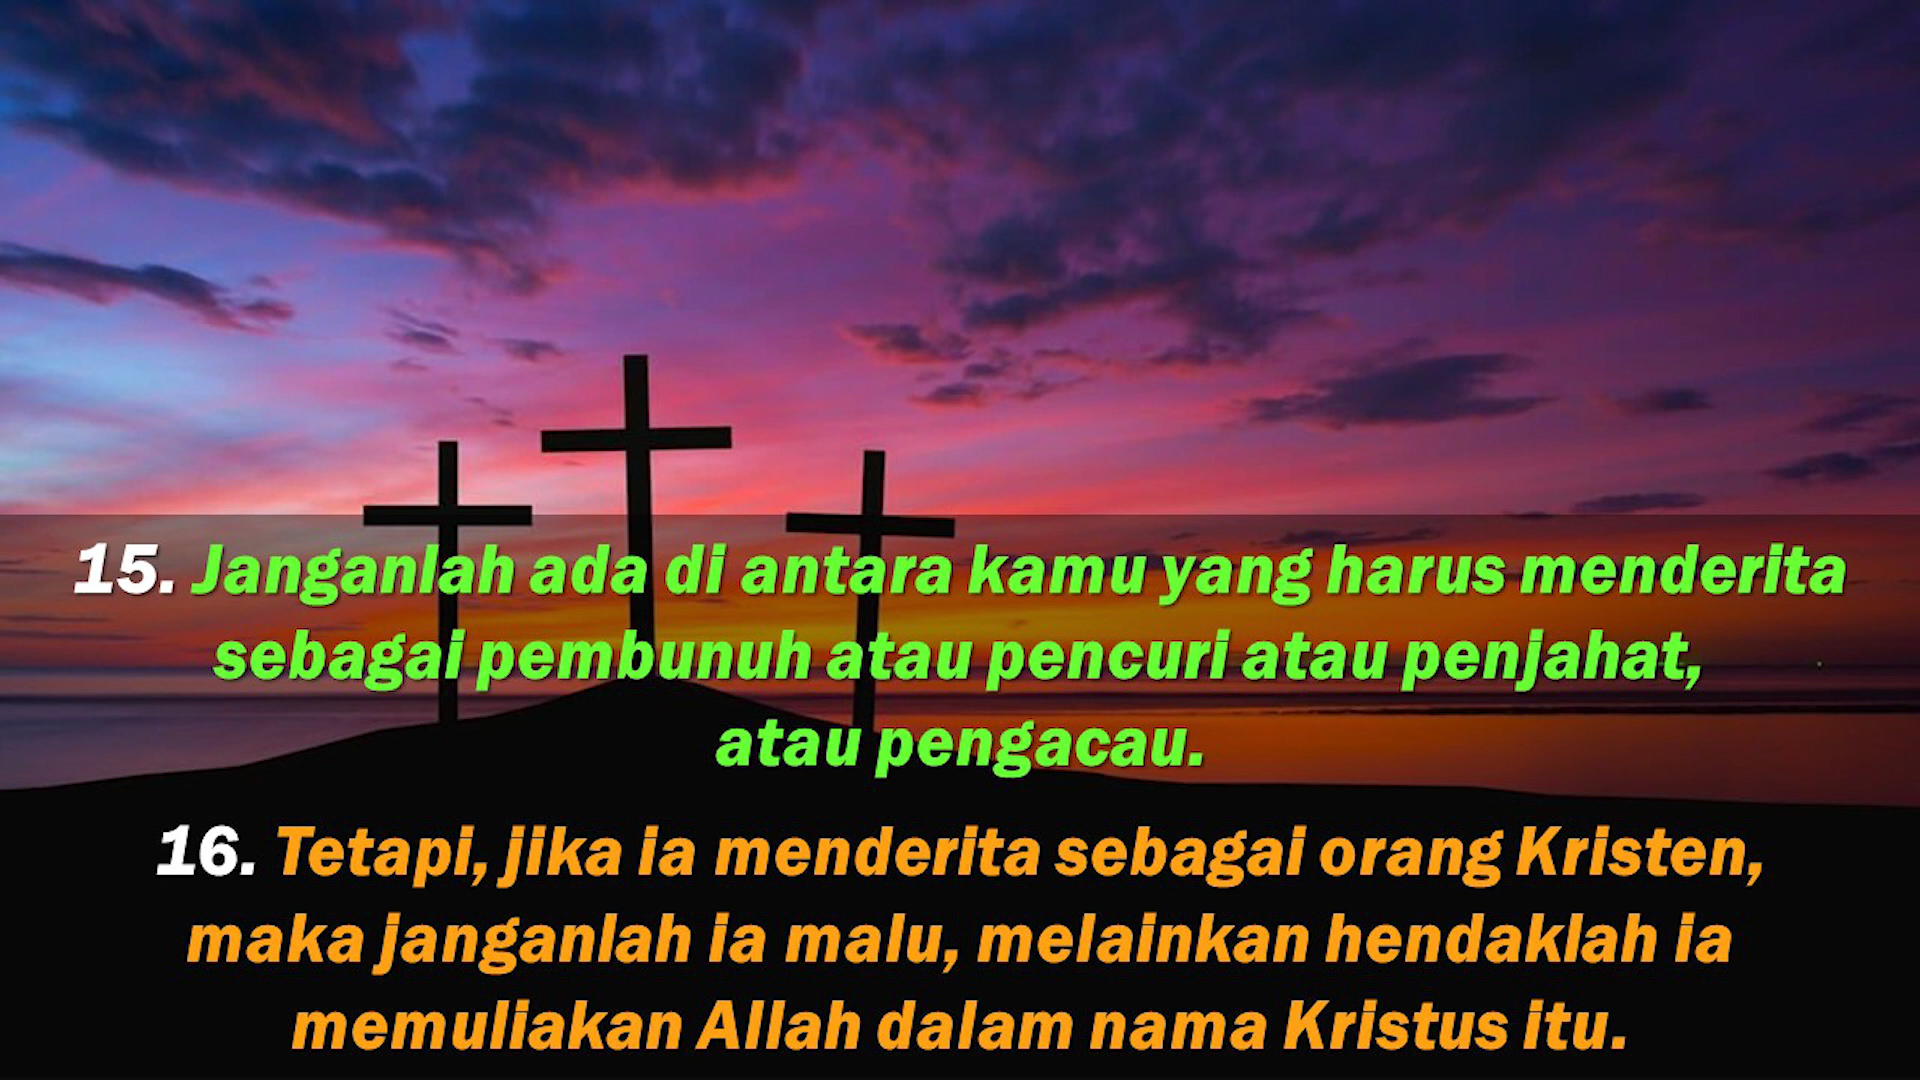 15. Janganlah ada di antara kamu yang harus menderita
sebagai pembunuh atau pencuri atau penjahat,
atau pengacau.
16. Tetapi, jika ia menderita sebagai orang Kristen,
maka janganlah ia malu, melainkan hendaklah ia
memuliakan Allah dalam nama Kristus itu.